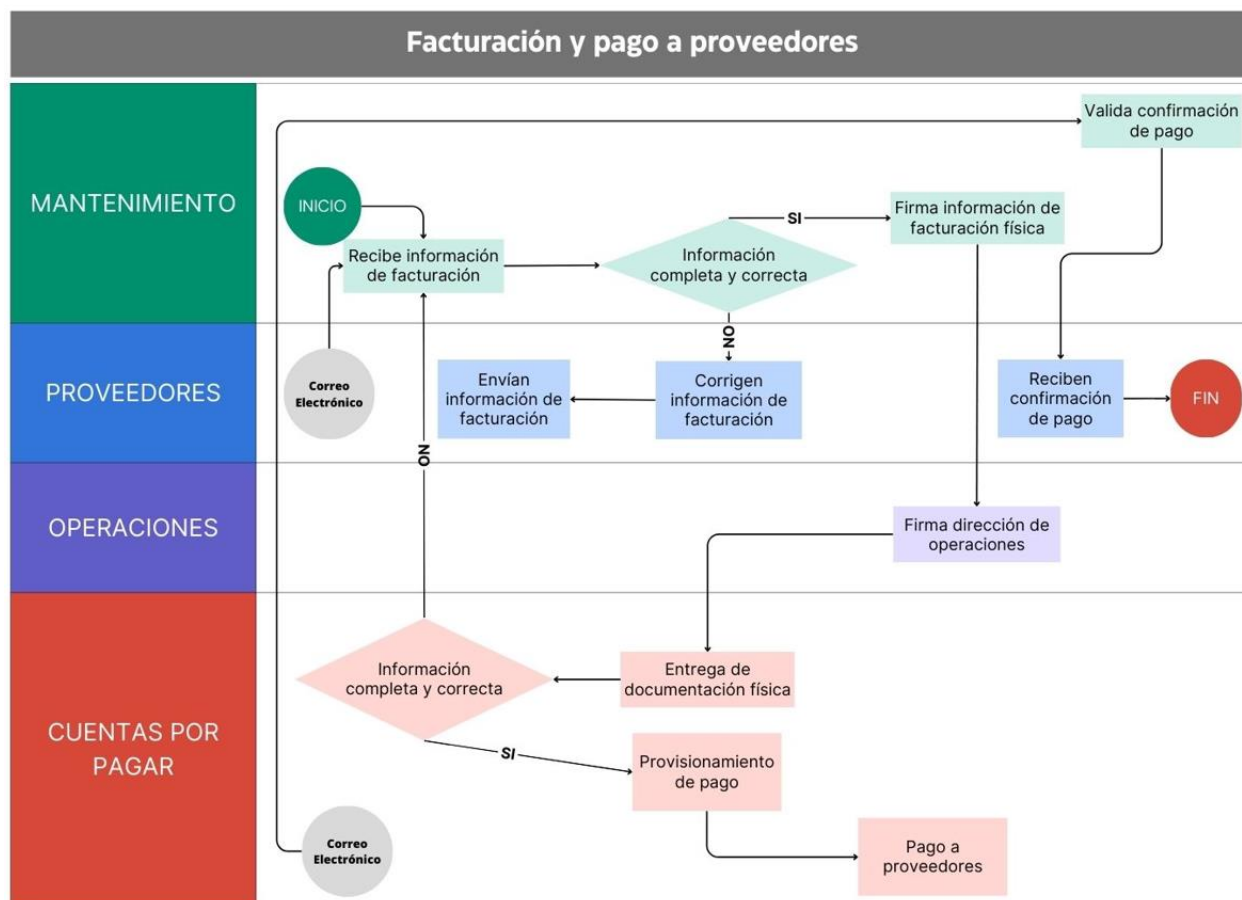 Facturación y pago a proveedores
MANTENIMIENTO
Valida confirmación
de pago
INICIO
SI
Firma información de
facturación física
Recibe información
de facturación
Información
completa y correcta
NO
PROVEEDORES
Correo
Electrónico
Envían
información de
facturación
Corrigen
información de
facturación
Reciben
confirmación
de pago
FIN
NO
OPERACIONES
Firma dirección de
operaciones
CUENTAS POR
PAGAR
Información
completa y correcta
Entrega de
documentación física
SI
Provisionamiento
de pago
Correo
Electrónico
Pago a
proveedores